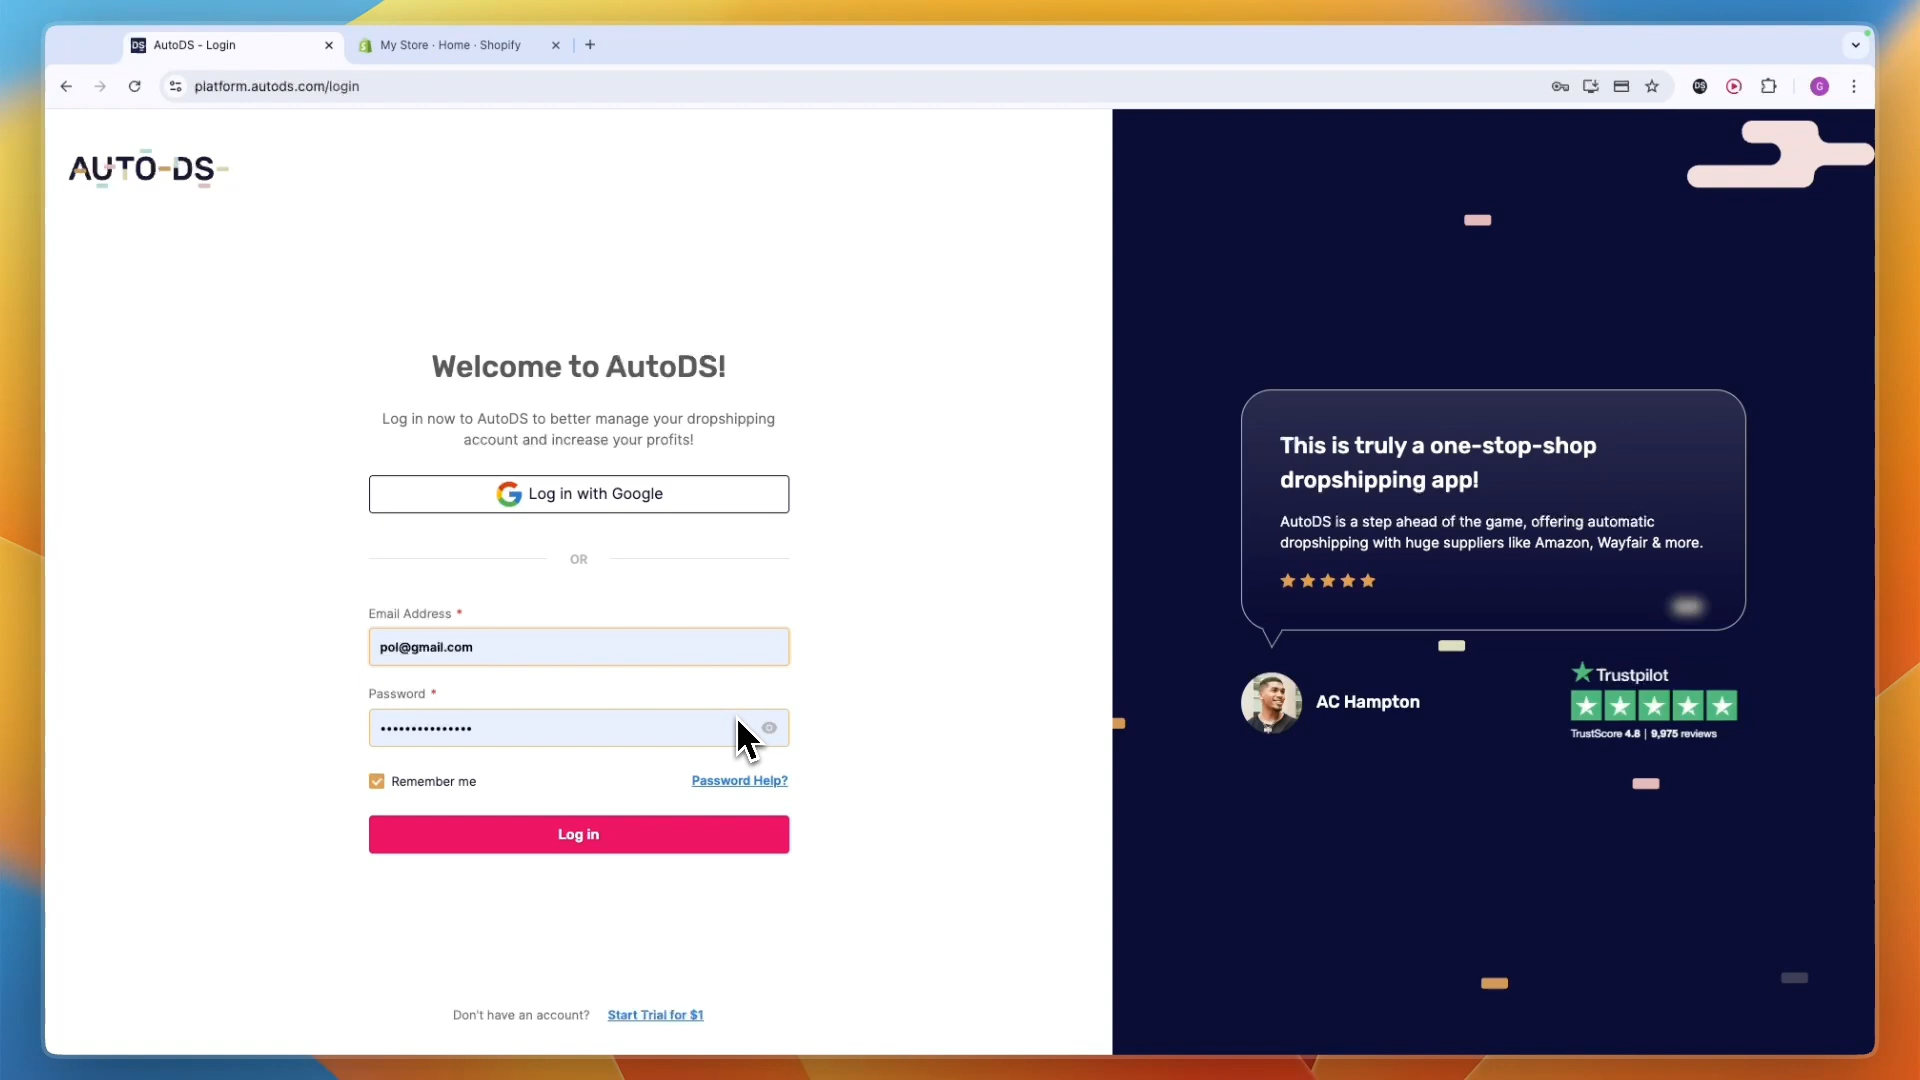 DS AutoDS - Login
My Store · Home · Shopify
platform.autods.com/login
DS
G
AUTO-DS
Welcome to AutoDS!
Log in now to AutoDS to better manage your dropshipping
account and increase your profits!
Log in with Google
OR
Email Address *
pol@gmail.com
Password *
•••••••••••••••
Remember me
Password Help?
Log in
Don't have an account? Start Trial for $1
This is truly a one-stop-shop
dropshipping app!
AutoDS is a step ahead of the game, offering automatic
dropshipping with huge suppliers like Amazon, Wayfair & more.
AC Hampton
Trustpilot
TrustScore 4.8 | 9,975 reviews